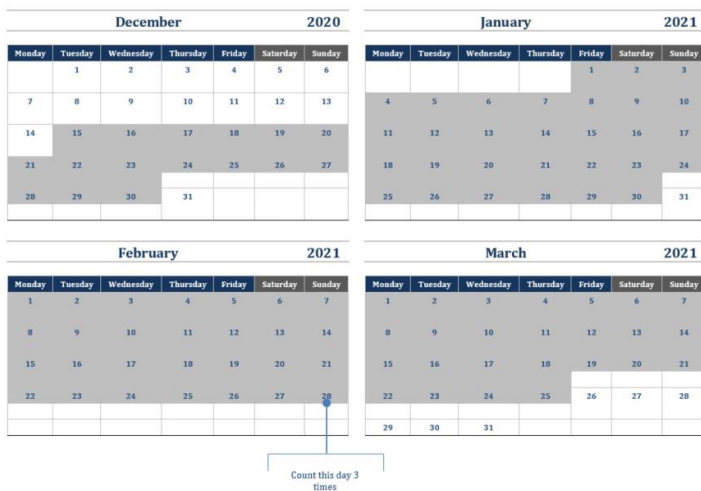 December 2020
Monday Tuesday Wednesday Thursday Friday Saturday Sunday
1 2 3 4 5 6
7 8 9 10 11 12 13
14 15 16 17 18 19 20
21 22 23 24 25 26 27
28 29 30 31
January 2021
Monday Tuesday Wednesday Thursday Friday Saturday Sunday
1 2 3
4 5 6 7 8 9 10
11 12 13 14 15 16 17
18 19 20 21 22 23 24
25 26 27 28 29 30 31
February 2021
Monday Tuesday Wednesday Thursday Friday Saturday Sunday
1 2 3 4 5 6 7
8 9 10 11 12 13 14
15 16 17 18 19 20 21
22 23 24 25 26 27 28
March 2021
Monday Tuesday Wednesday Thursday Friday Saturday Sunday
1 2 3 4 5 6 7
8 9 10 11 12 13 14
15 16 17 18 19 20 21
22 23 24 25 26 27 28
29 30 31
Count this day 3
times